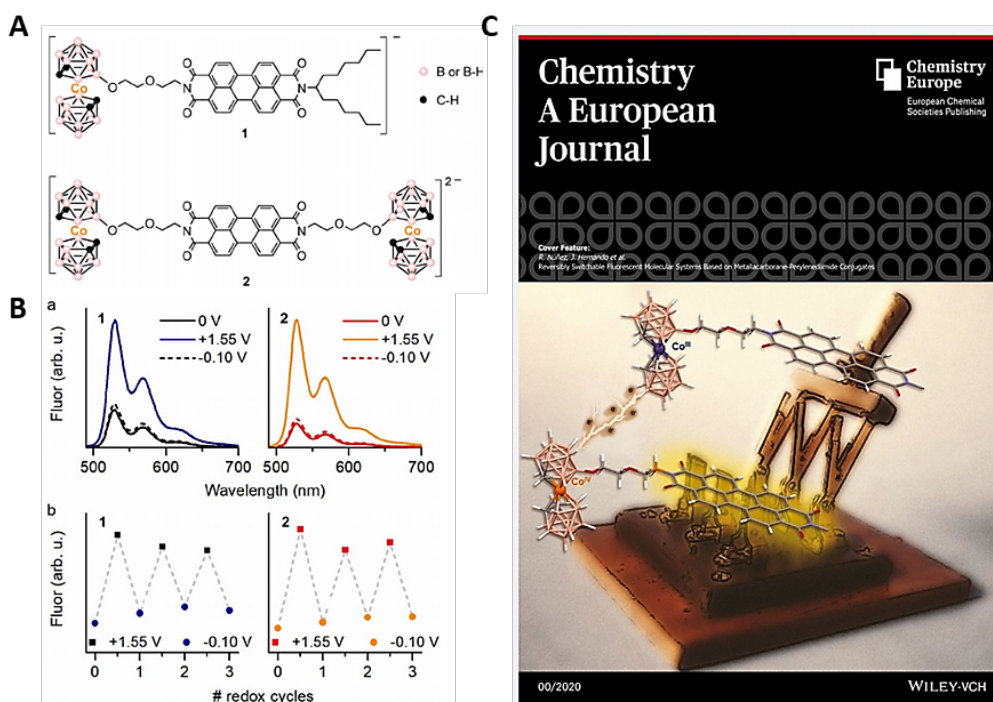 A
−
Co
O
O
N
O
O
O
O
N
B or B-H
C-H
1
2−
Co
O
O
N
O
O
O
O
N
O
O
Co
2
B
a
Fluor (arb. u.)
1
0 V
+1.55 V
-0.10 V
2
0 V
+1.55 V
-0.10 V
500 600 700 500 600 700
Wavelength (nm)
b
Fluor (arb. u.)
1
+1.55 V -0.10 V
2
+1.55 V -0.10 V
0 1 2 3 0 1 2 3
# redox cycles
C
Chemistry
A European
Journal
Chemistry
Europe
European Chemical
Societies Publishing
Cover Feature:
R. Núñez, J. Hernando et al.
Reversibly Switchable Fluorescent Molecular Systems Based on Metallacarborane-Perylenediimide Conjugates
Co^III
Co^IV
00/2020
WILEY-VCH